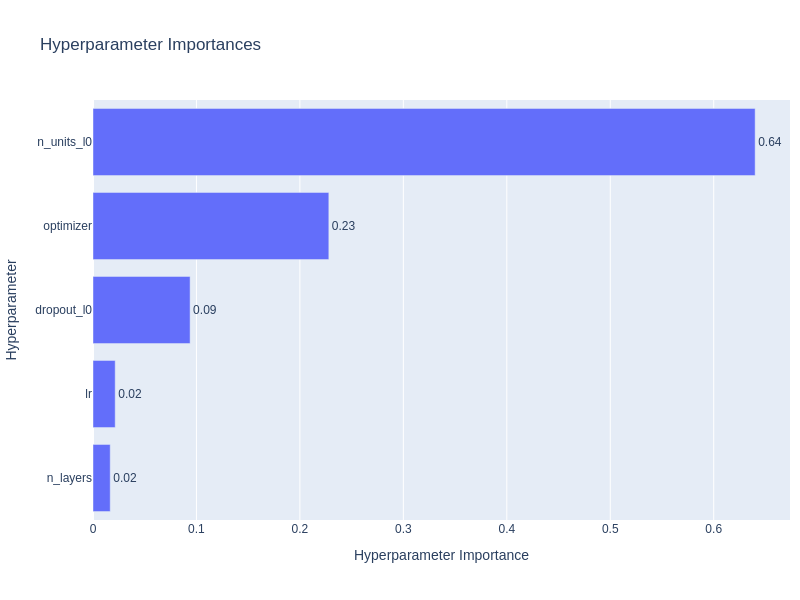 Hyperparameter Importances
Hyperparameter
n_units_l0 0.64
optimizer 0.23
dropout_l0 0.09
lr 0.02
n_layers 0.02
0 0.1 0.2 0.3 0.4 0.5 0.6
Hyperparameter Importance